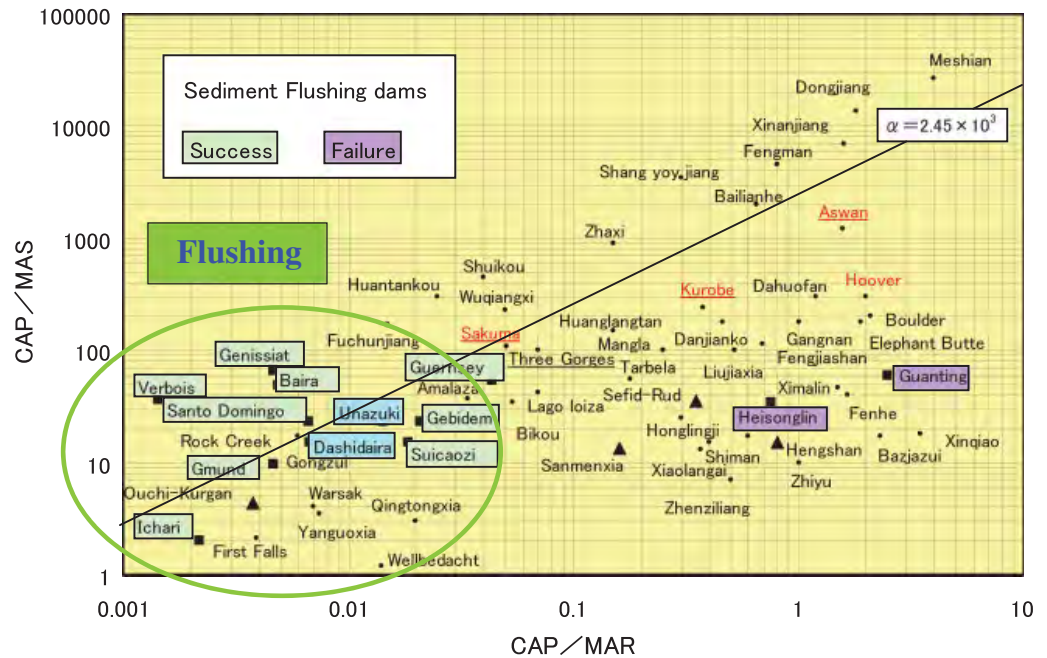 100000
10000
1000
100
10
1
CAP／MAS
Sediment Flushing dams
Success
Failure
Flushing
α＝2.45×10³
Meshian
Dongjiang
Xinanjiang
Fengman
Shang yoy.jiang
Bailianhe
Aswan
Zhaxi
Shuikou
Huantankou
Wuqiangxi
Kurobe
Dahuofan
Hoover
Fuchunjiang
Sakuma
Huanglangtan
Mangla
Danjianko
Gangnan
Boulder
Elephant Butte
Genissiat
Guernsey
Three Gorges
Fengjiashan
Baira
Verbois
Amalaza
Tarbela
Liujiaxia
Guanting
Santo Domingo
Unazuki
Gebidem
Lago Ioiza
Sefid-Rud
Ximalin
Heisonglin
Fenhe
Rock Creek
Dashidaira
Suicaozi
Bikou
Honglingji
Xinqiao
Gmund
Gongzui
Sanmenxia
Shiman
Hengshan
Bazjazui
Xiaolangai
Zhiyu
Ouchi-Kurgan
Warsak
Qingtongxia
Zhenziliang
Ichari
Yanguoxia
First Falls
Wellbedacht
0.001
0.01
0.1
1
10
CAP／MAR